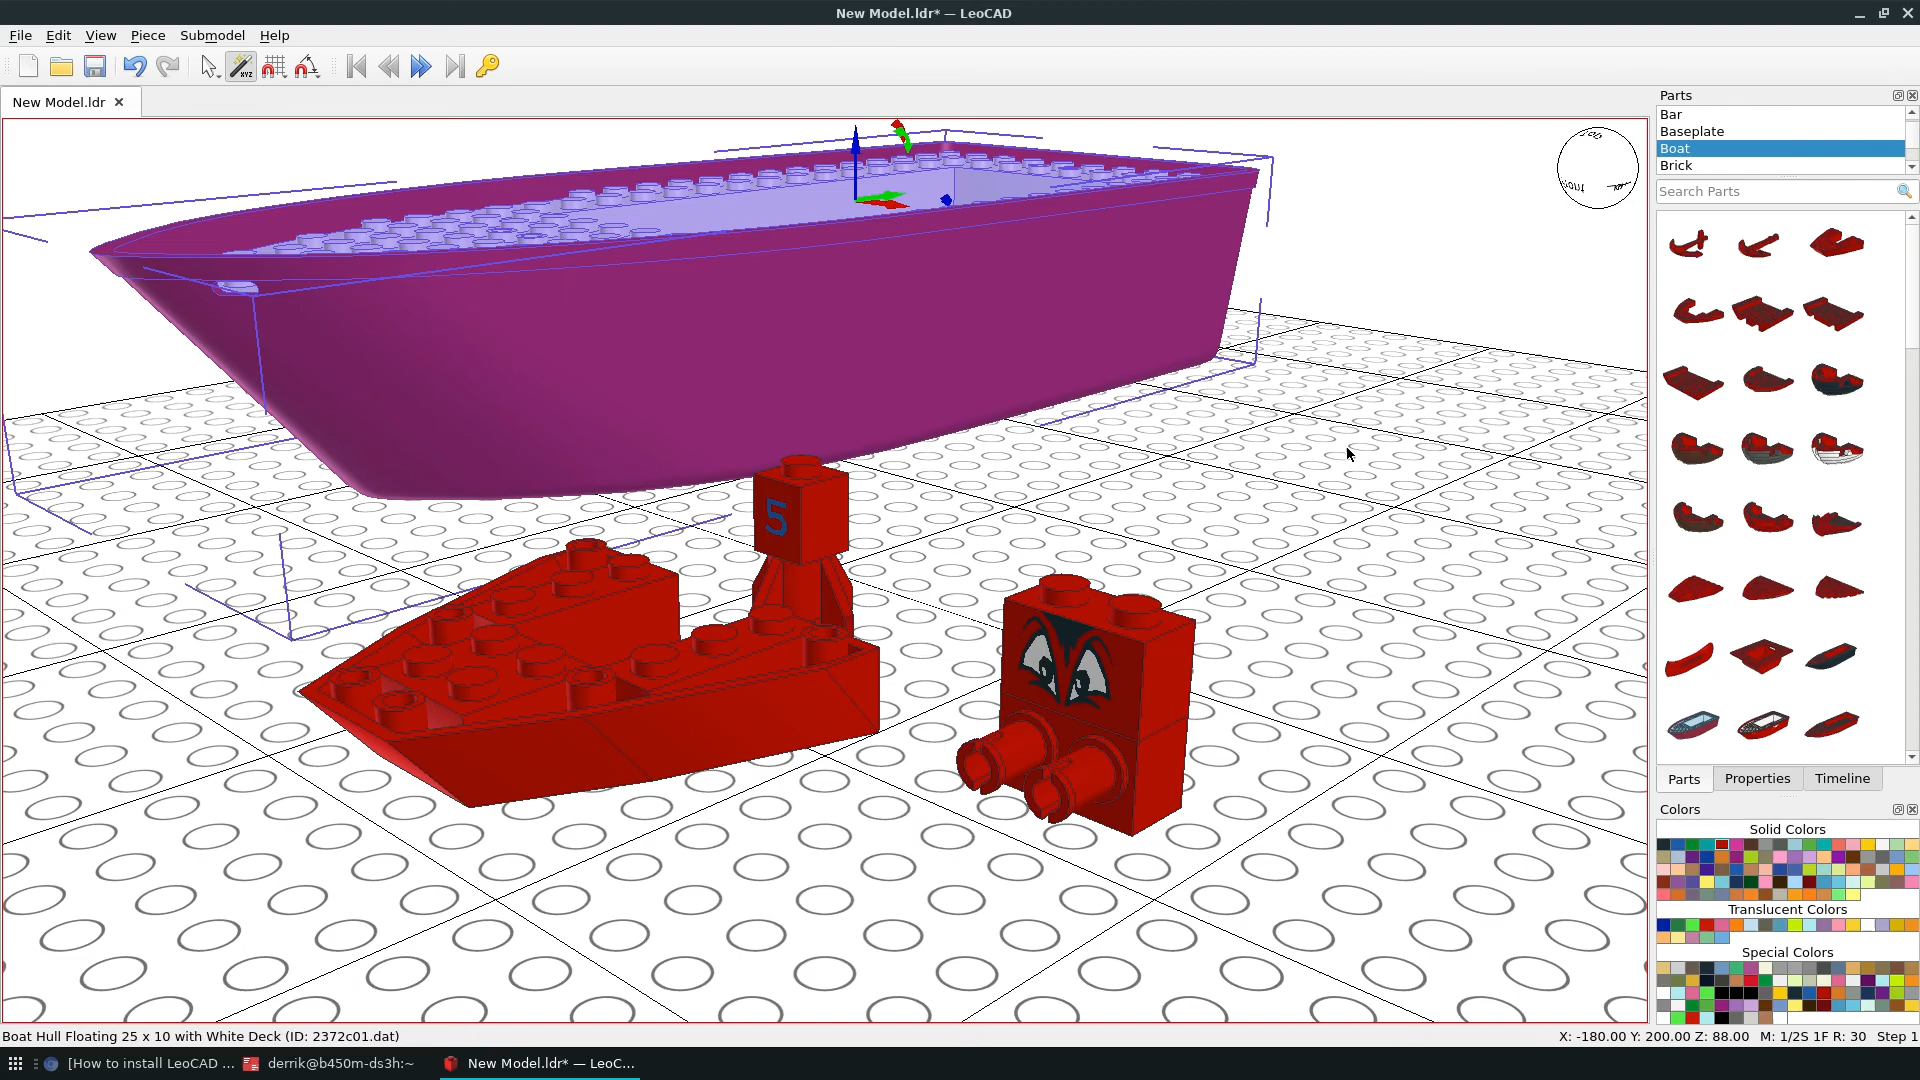 New Model.ldr* — LeoCAD
File Edit View Piece Submodel Help
New Model.ldr
Parts
Bar
Baseplate
Boat
Brick
Search Parts
5
Parts Properties Timeline
Colors
Solid Colors
Translucent Colors
Special Colors
Boat Hull Floating 25 x 10 with White Deck (ID: 2372c01.dat)
X: -180.00 Y: 200.00 Z: 88.00 M: 1/2S 1F R: 30 Step 1
[How to install LeoCAD ... derrik@b450m-ds3h:~ New Model.ldr* — LeoC...